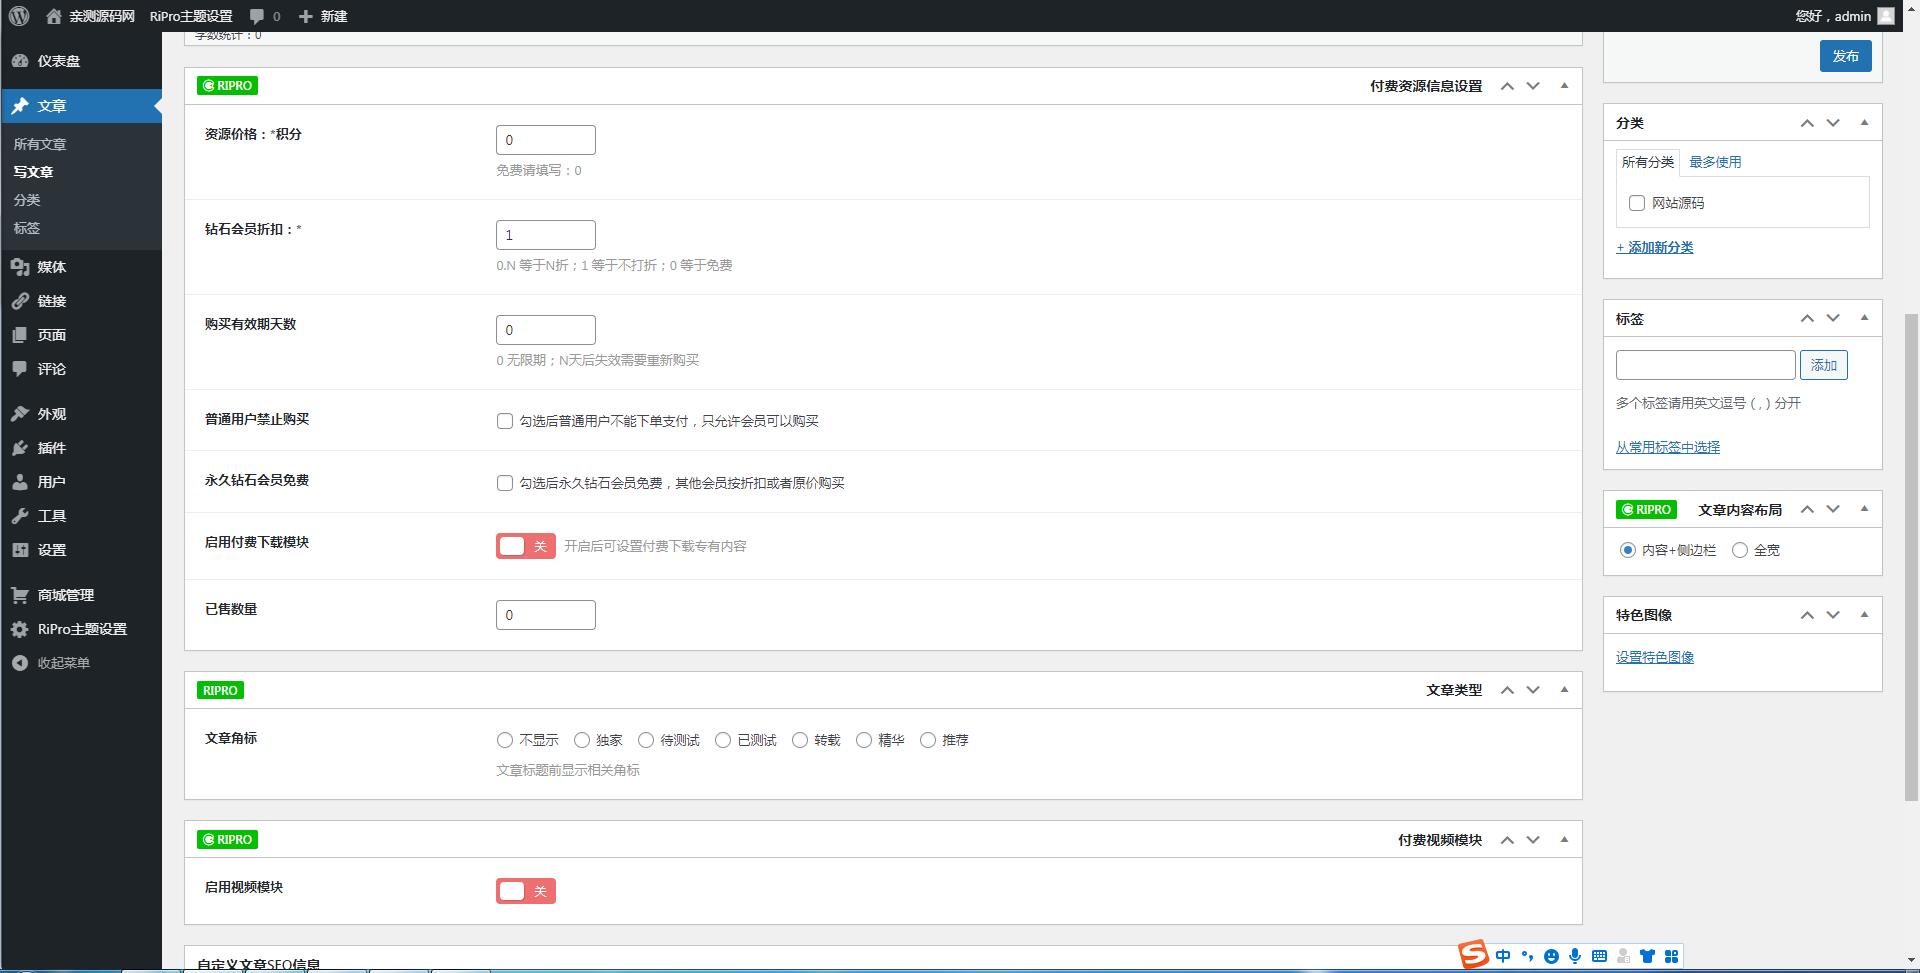 亲测源码网 RiPro主题设置 0 新建
您好，admin
仪表盘
文章
所有文章
写文章
分类
标签
媒体
链接
页面
评论
外观
插件
用户
工具
设置
商城管理
RiPro主题设置
收起菜单
字数统计：0
RIPRO 付费资源信息设置
资源价格：*积分
0
免费请填写：0
钻石会员折扣：*
1
0.N 等于N折；1 等于不打折；0 等于免费
购买有效期天数
0
0 无限期；N天后失效需要重新购买
普通用户禁止购买
勾选后普通用户不能下单支付，只允许会员可以购买
永久钻石会员免费
勾选后永久钻石会员免费，其他会员按折扣或者原价购买
启用付费下载模块
关 开启后可设置付费下载专有内容
已售数量
0
RIPRO 文章类型
文章角标
不显示 独家 待测试 已测试 转载 精华 推荐
文章标题前显示相关角标
RIPRO 付费视频模块
启用视频模块
关
自定义文章SEO信息
发布
分类
所有分类 最多使用
网站源码
+ 添加新分类
标签
添加
多个标签请用英文逗号 ( , ) 分开
从常用标签中选择
RIPRO 文章内容布局
内容+侧边栏 全宽
特色图像
设置特色图像
中